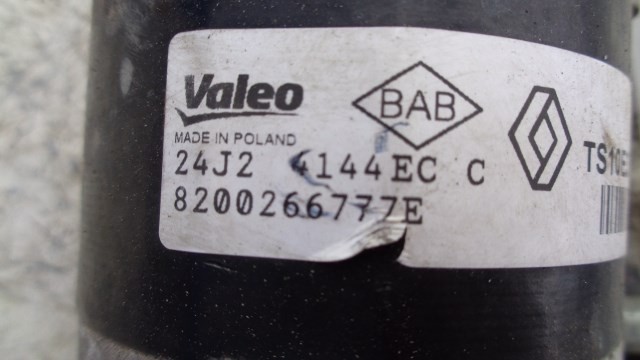 Valeo
BAB
MADE IN POLAND
24J2 4144EC C
8200266777E